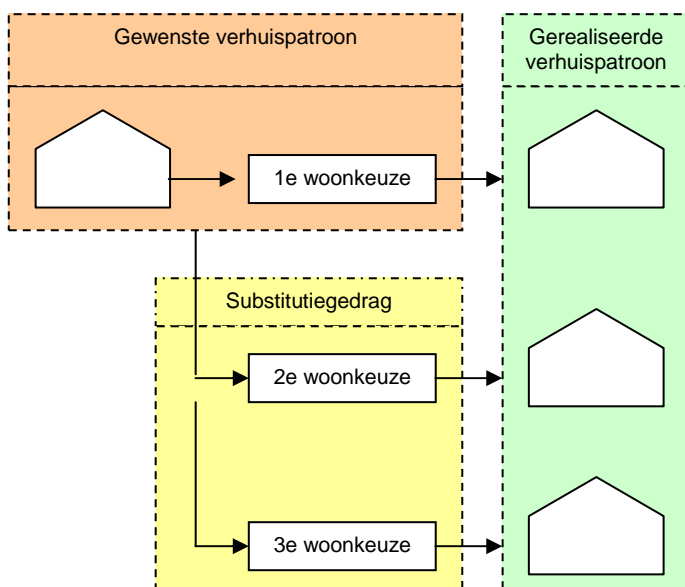 Gewenste verhuispatroon
Gerealiseerde
verhuispatroon
1e woonkeuze
Substitutiegedrag
2e woonkeuze
3e woonkeuze